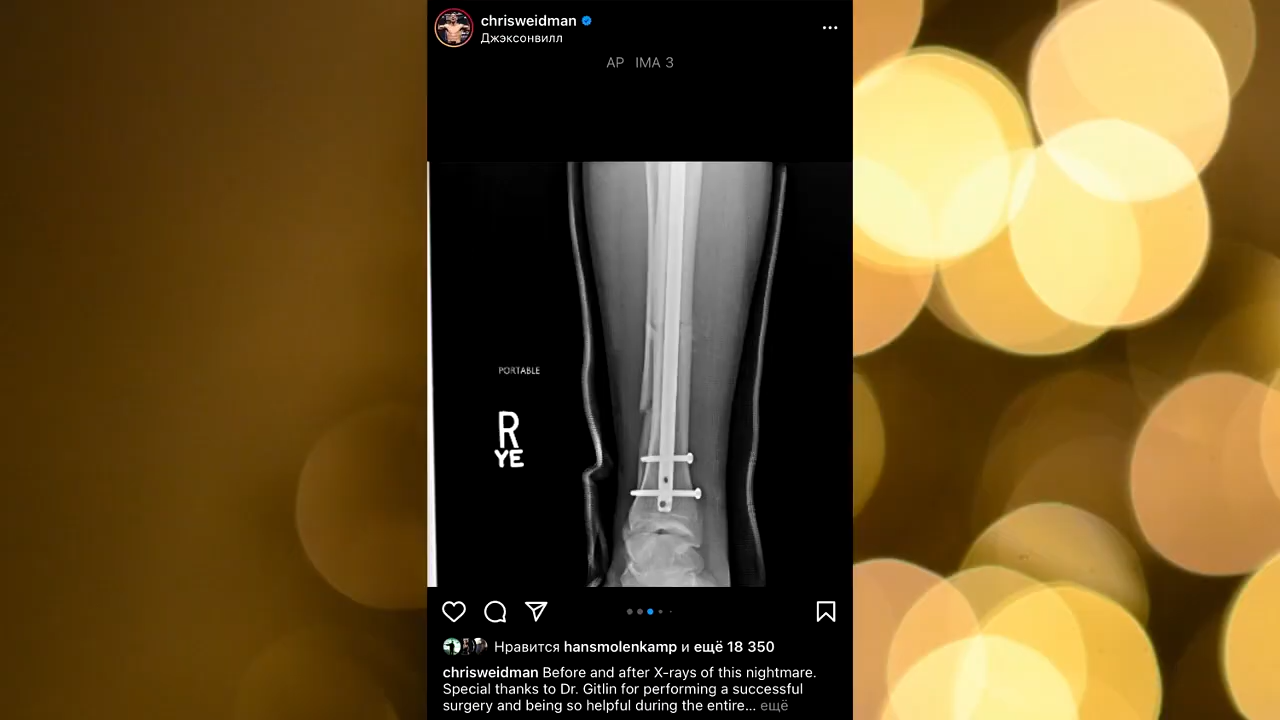 chrisweidman
Джэксонвилл
AP IMA 3
PORTABLE
R
YE
Нравится hansmolenkamp и ещё 18 350
chrisweidman Before and after X-rays of this nightmare.
Special thanks to Dr. Gitlin for performing a successful
surgery and being so helpful during the entire... ещё